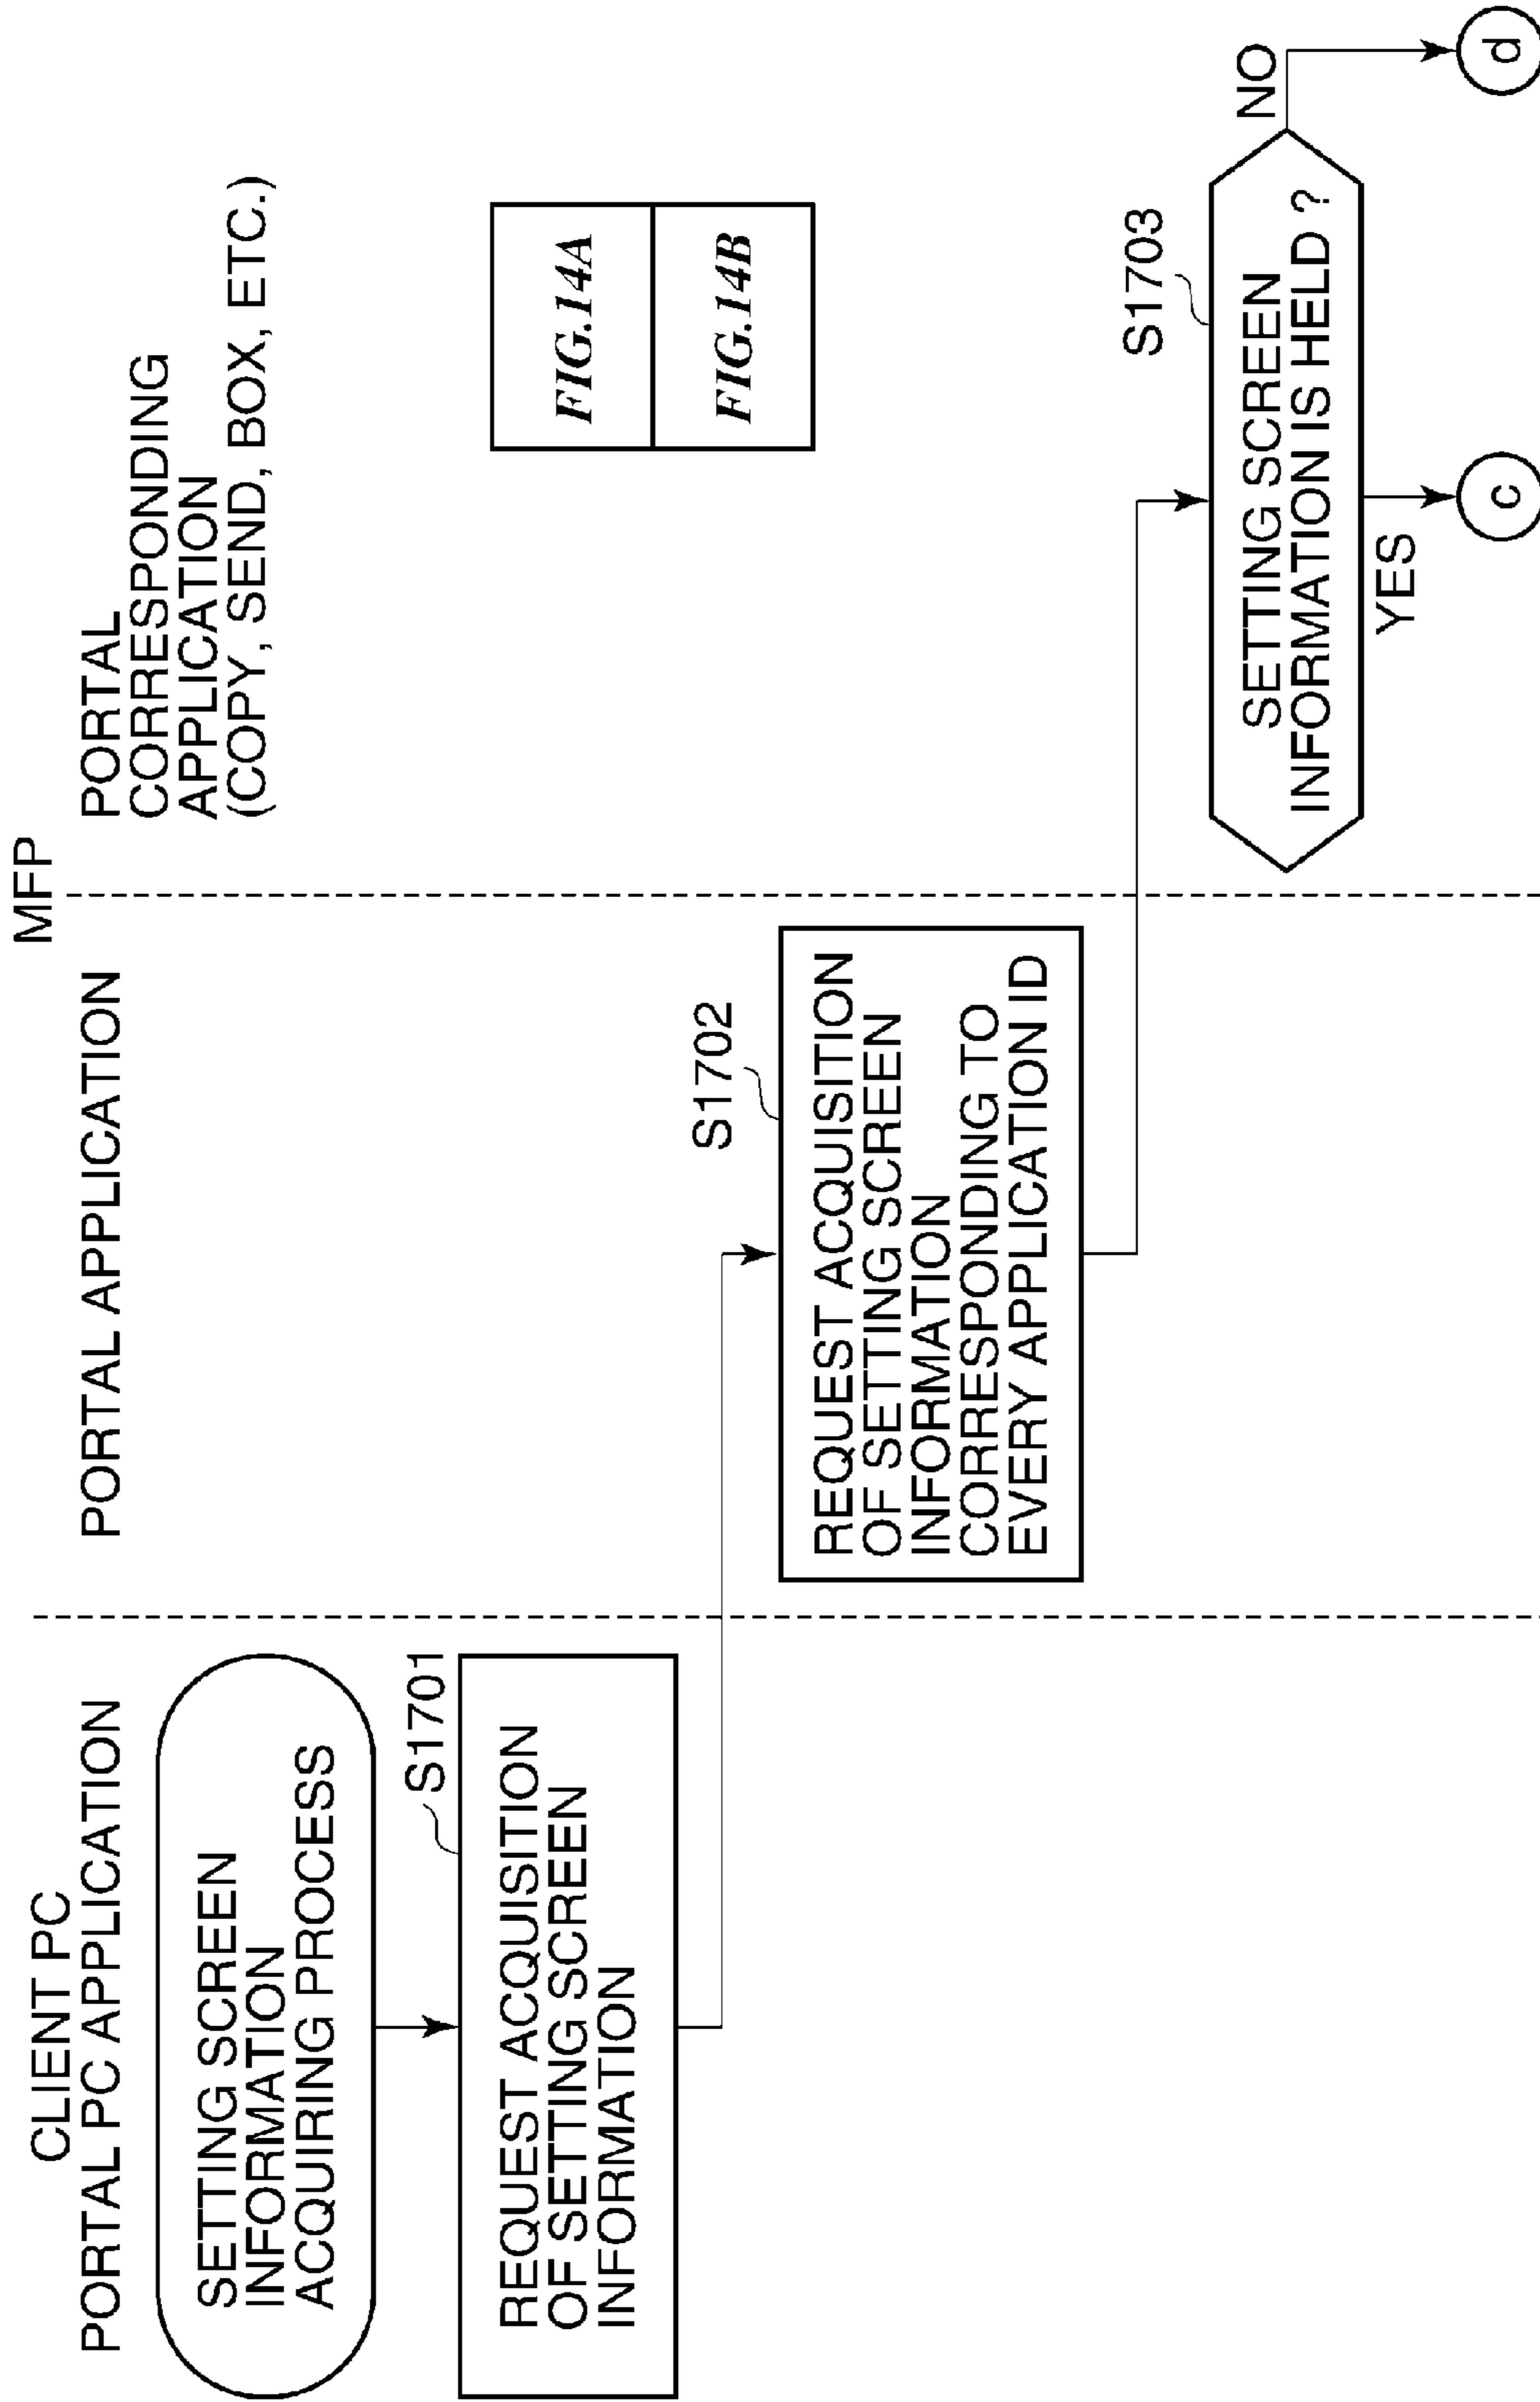 CLIENT PC
PORTAL PC APPLICATION
MFP
PORTAL APPLICATION
PORTAL
CORRESPONDING
APPLICATION
(COPY, SEND, BOX, ETC.)
SETTING SCREEN
INFORMATION
ACQUIRING PROCESS
S1701
REQUEST ACQUISITION
OF SETTING SCREEN
INFORMATION
FIG.14A
FIG.14B
S1702
REQUEST ACQUISITION
OF SETTING SCREEN
INFORMATION
CORRESPONDING TO
EVERY APPLICATION ID
S1703
SETTING SCREEN
INFORMATION IS HELD ?
NO
YES
c
d